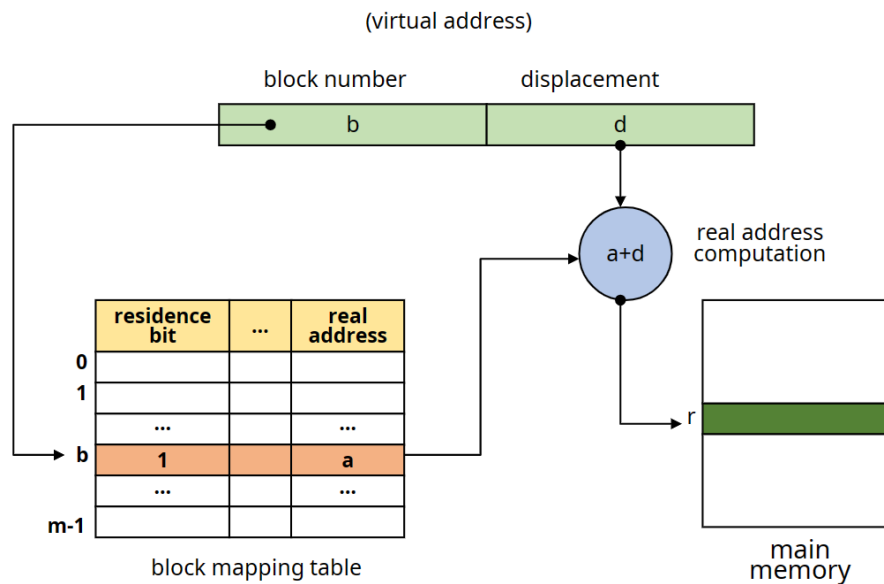 (virtual address)
block number displacement
b d
a+d
real address
computation
residence
bit
...
real
address
0
1
... ...
b 1 a
... ...
m-1
r
block mapping table
main
memory